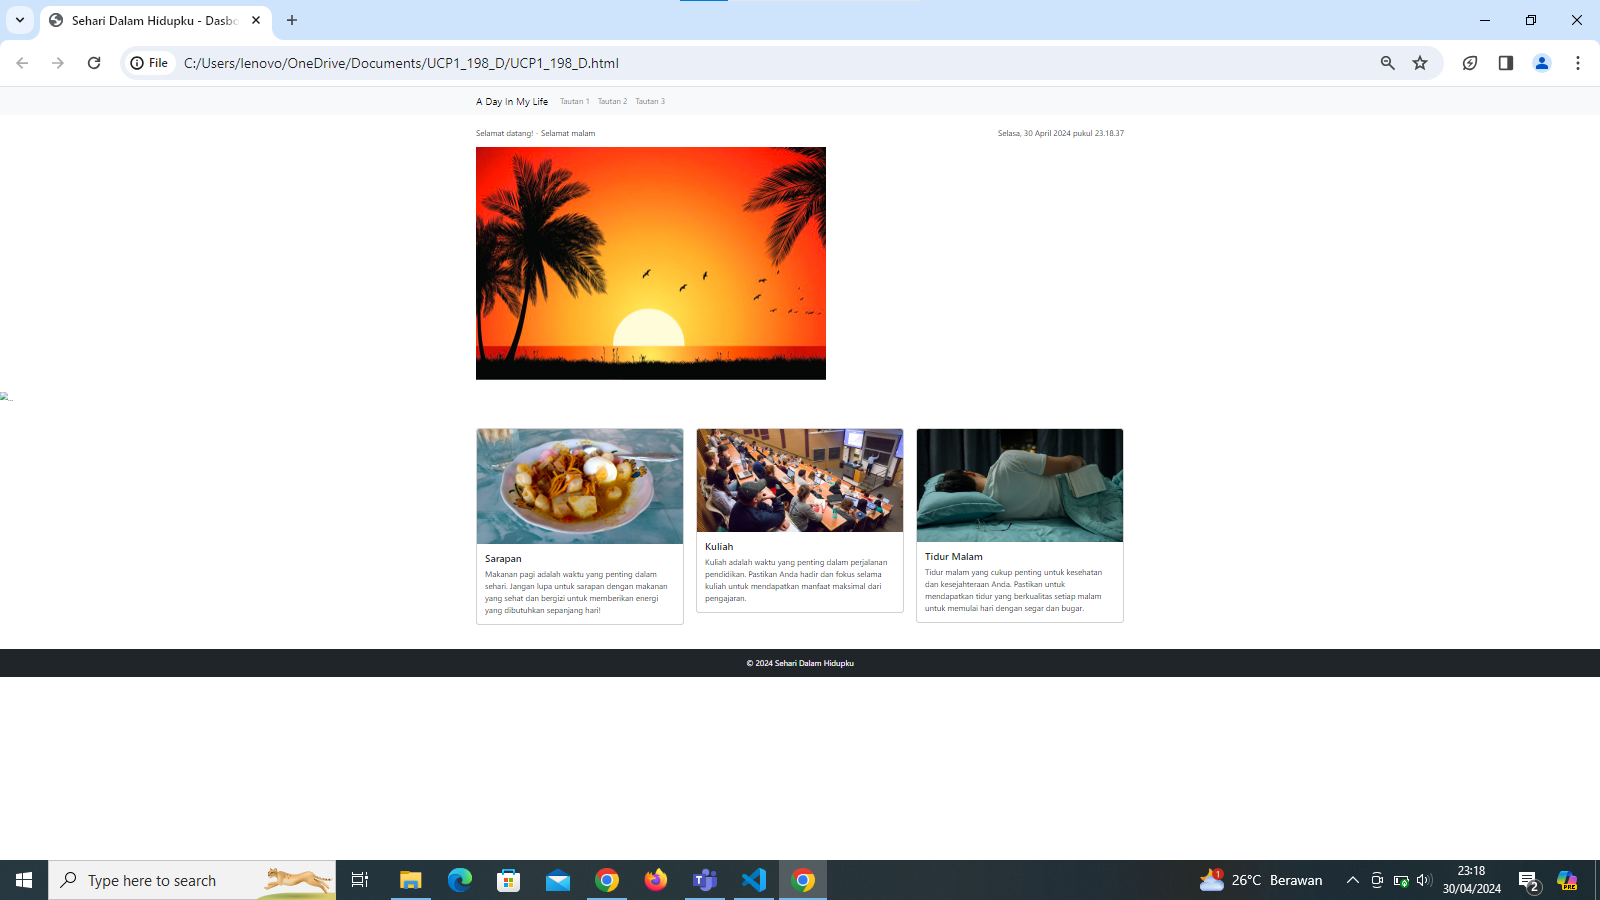 Sehari Dalam Hidupku - Dasbo
File
C:/Users/lenovo/OneDrive/Documents/UCP1_198_D/UCP1_198_D.html
A Day In My Life
Tautan 1
Tautan 2
Tautan 3
Selamat datang! - Selamat malam
Selasa, 30 April 2024 pukul 23.18.37
...
Sarapan
Makanan pagi adalah waktu yang penting dalam
sehari. Jangan lupa untuk sarapan dengan makanan
yang sehat dan bergizi untuk memberikan energi
yang dibutuhkan sepanjang hari!
Kuliah
Kuliah adalah waktu yang penting dalam perjalanan
pendidikan. Pastikan Anda hadir dan fokus selama
kuliah untuk mendapatkan manfaat maksimal dari
pengajaran.
Tidur Malam
Tidur malam yang cukup penting untuk kesehatan
dan kesejahteraan Anda. Pastikan untuk
mendapatkan tidur yang berkualitas setiap malam
untuk memulai hari dengan segar dan bugar.
© 2024 Sehari Dalam Hidupku
Type here to search
1
26°C Berawan
23:18
30/04/2024
2
PRE